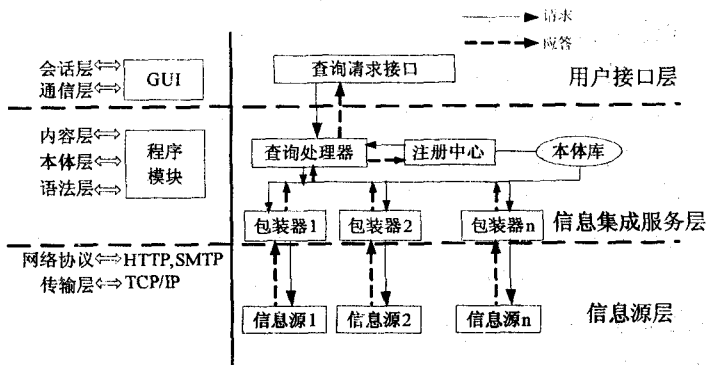 请求
应答
会话层
通信层
GUI
查询请求接口
用户接口层
内容层
本体层
语法层
程序
模块
查询处理器
注册中心
本体库
包装器1
包装器2
包装器n
信息集成服务层
网络协议
HTTP,SMTP
传输层
TCP/IP
信息源1
信息源2
信息源n
信息源层